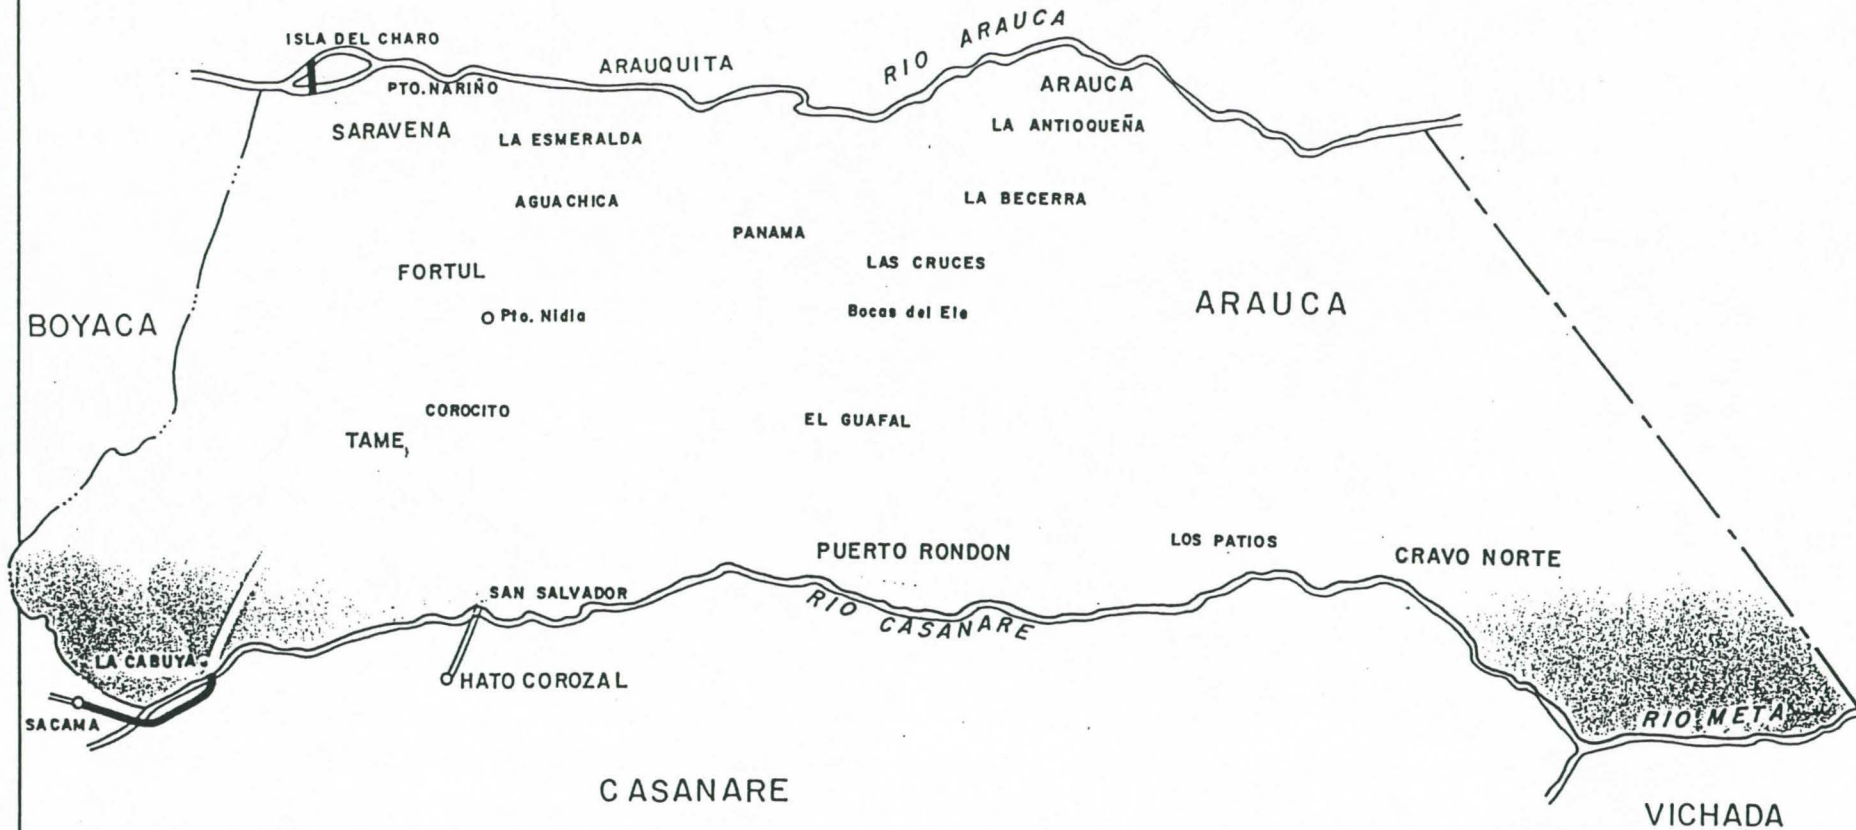 ISLA DEL CHARO
RIO ARAUCA
ARAUQUITA
PTO. NARIÑO
ARAUCA
SARAVENA
LA ESMERALDA
LA ANTIOQUEÑA
AGUACHICA
LA BECERRA
PANAMA
FORTUL
LAS CRUCES
ARAUCA
Pto. Nidia
Bocas del Ele
BOYACA
COROCITO
EL GUAFAL
TAME,
PUERTO RONDON
LOS PATIOS
CRAVO NORTE
SAN SALVADOR
RIO CASANARE
LA CABUYA
HATO COROZAL
SACAMA
RIO META
CASANARE
VICHADA